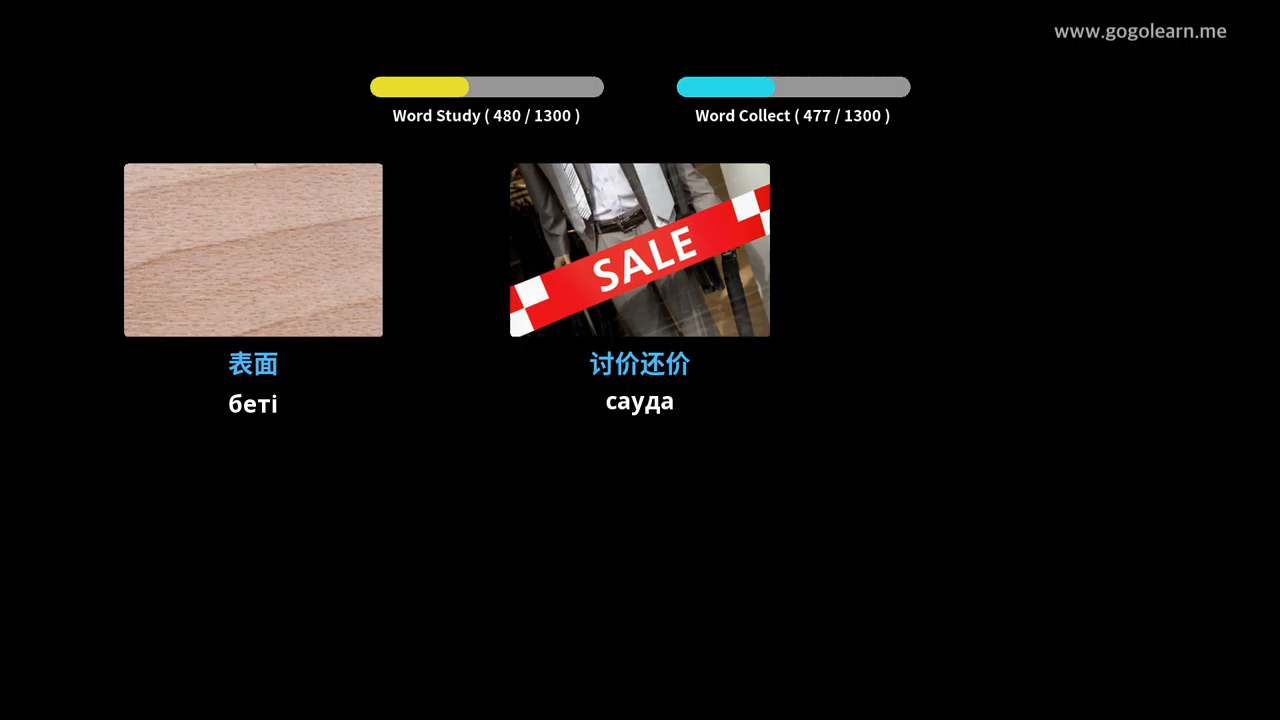 www.gogolearn.me
Word Study ( 480 / 1300 )
Word Collect ( 477 / 1300 )
SALE
表面
беті
讨价还价
сауда